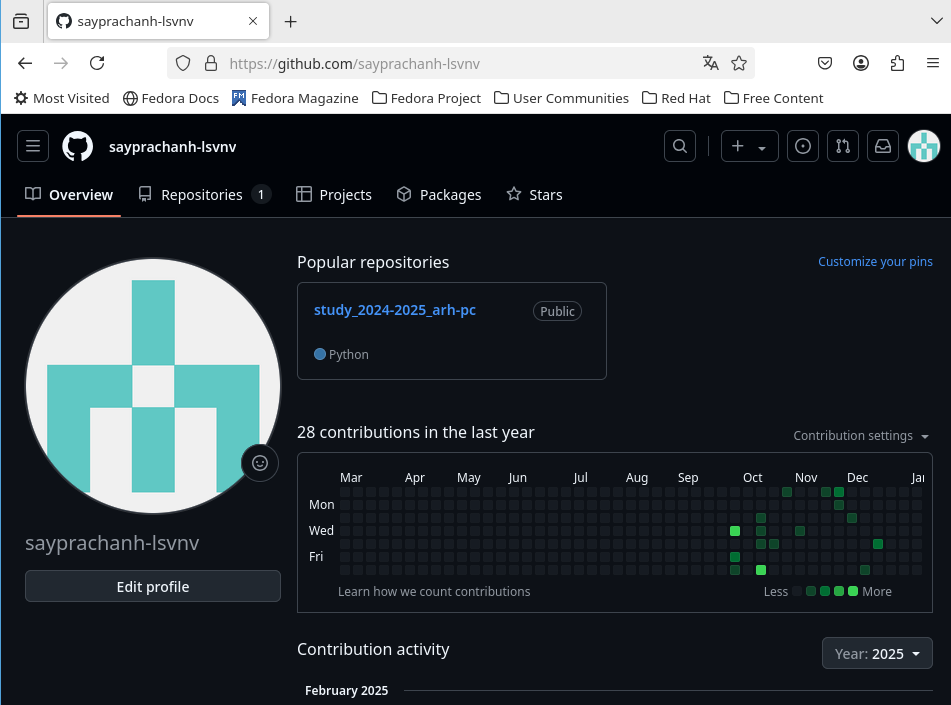 sayprachanh-lsvnv
https://github.com/sayprachanh-lsvnv
Most Visited Fedora Docs FM Fedora Magazine Fedora Project User Communities Red Hat Free Content
sayprachanh-lsvnv
Overview Repositories 1 Projects Packages Stars
Popular repositories Customize your pins
study_2024-2025_arh-pc Public
Python
28 contributions in the last year Contribution settings
Mar Apr May Jun Jul Aug Sep Oct Nov Dec Jan
Mon
Wed
Fri
Learn how we count contributions Less More
sayprachanh-lsvnv
Edit profile
Contribution activity Year: 2025
February 2025